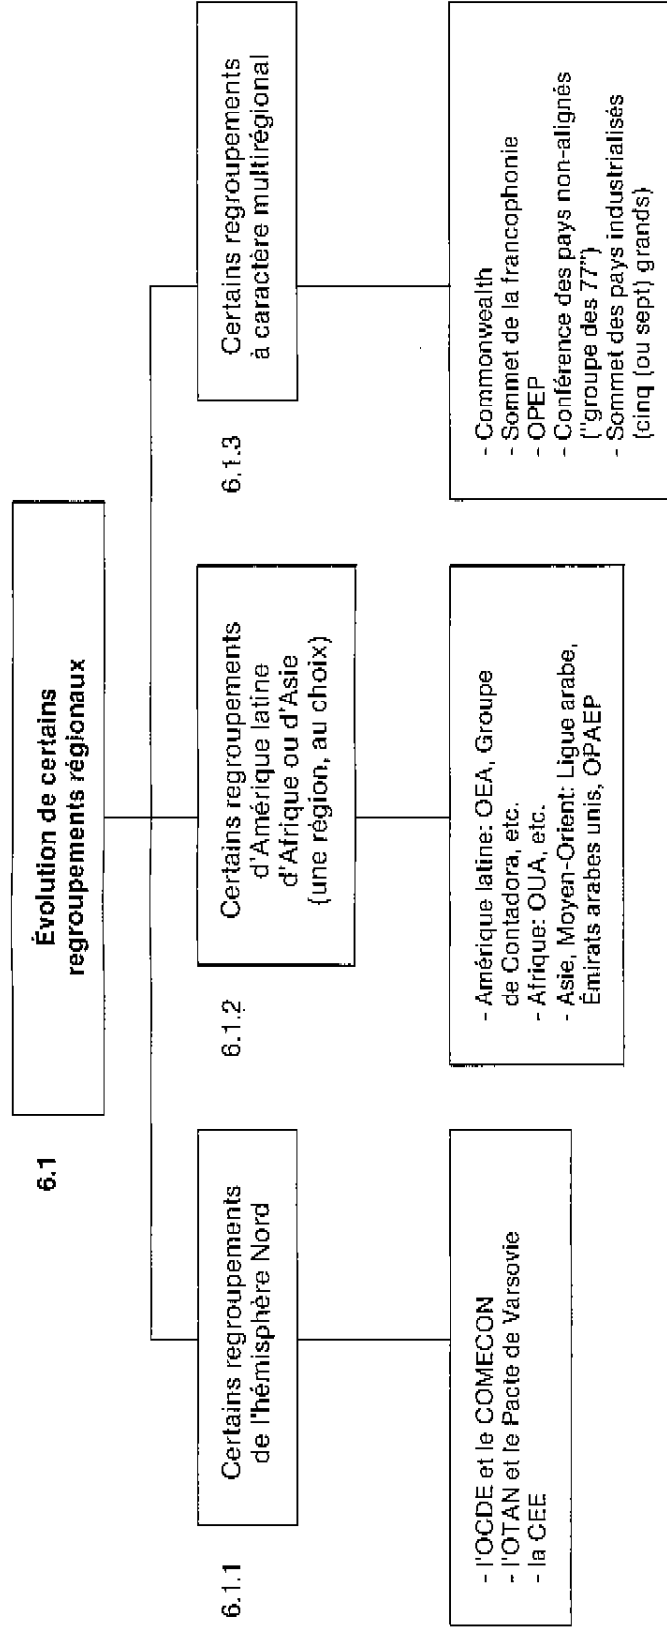 6.1
Évolution de certains
regroupements régionaux
6.1.1
Certains regroupements
de l'hémisphère Nord
- l'OCDE et le COMECON
- l'OTAN et le Pacte de Varsovie
- la CEE
6.1.2
Certains regroupements
d'Amérique latine
d'Afrique ou d'Asie
(une région, au choix)
- Amérique latine: OEA, Groupe
de Contadora, etc.
- Afrique: OUA, etc.
- Asie, Moyen-Orient: Ligue arabe,
Émirats arabes unis, OPAEP
6.1.3
Certains regroupements
à caractère multirégional
- Commonwealth
- Sommet de la francophonie
- OPEP
- Conférence des pays non-alignés
("groupe des 77")
- Sommet des pays industrialisés
(cinq (ou sept) grands)